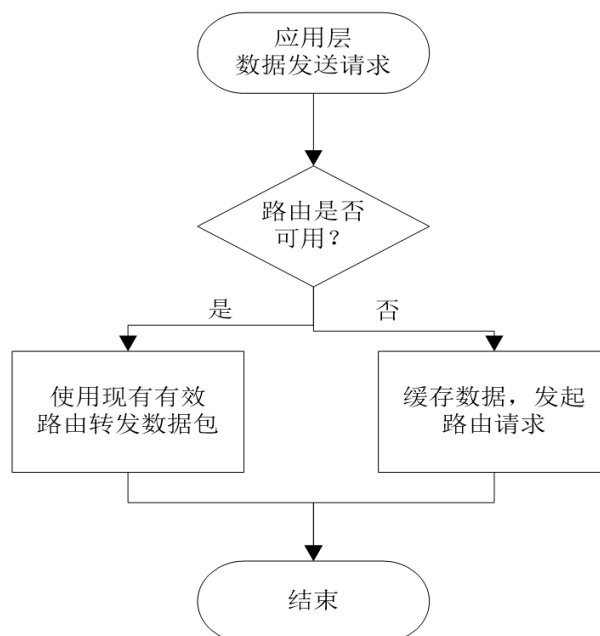 应用层
数据发送请求
路由是否
可用？
是
否
使用现有有效
路由转发数据包
缓存数据，发起
路由请求
结束